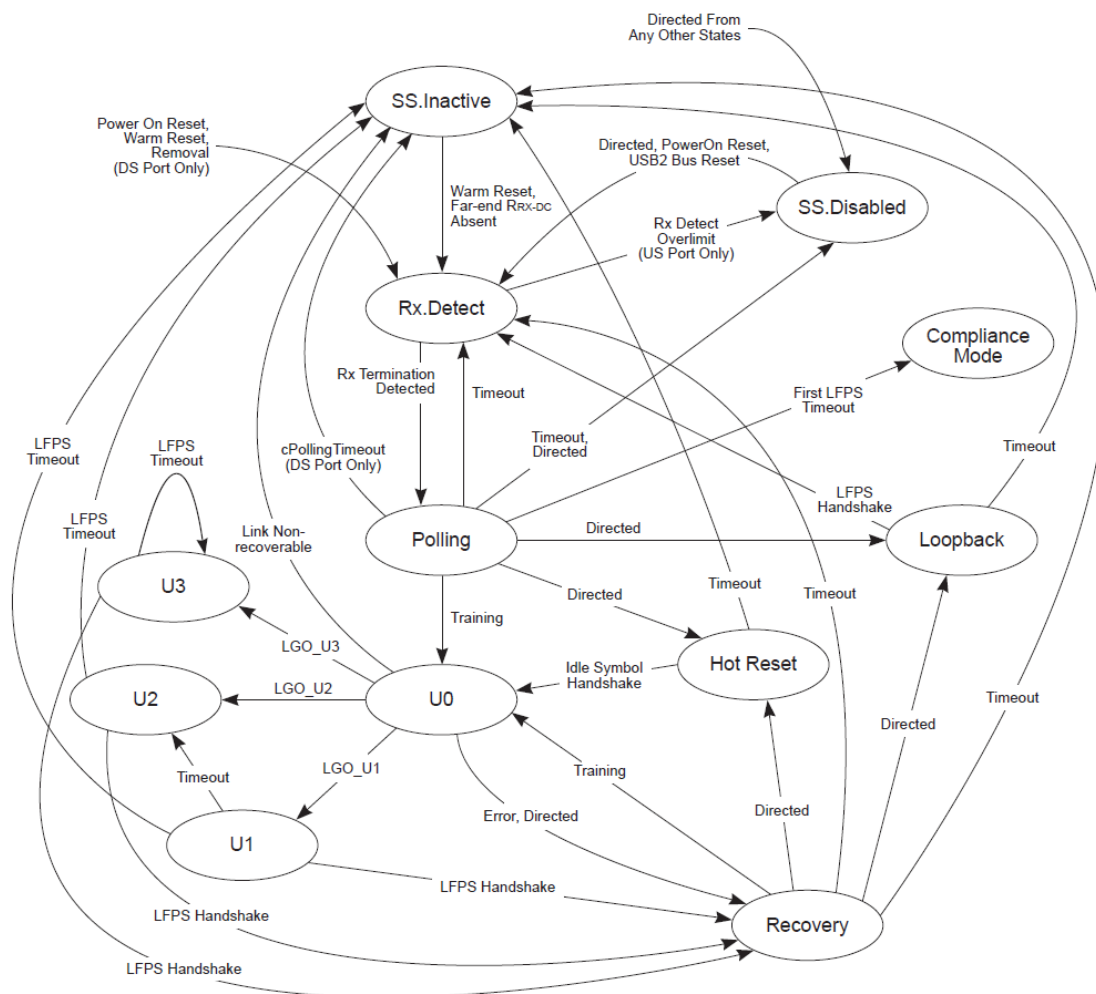 Directed From
Any Other States
SS.Inactive
Power On Reset,
Warm Reset,
Removal
(DS Port Only)
Directed, PowerOn Reset,
USB2 Bus Reset
Warm Reset,
Far-end RRX-DC
Absent
SS.Disabled
Rx Detect
Overlimit
(US Port Only)
Rx.Detect
Compliance
Mode
Rx Termination
Detected
Timeout
First LFPS
Timeout
LFPS
Timeout
LFPS
Timeout
cPollingTimeout
(DS Port Only)
Timeout,
Directed
Timeout
LFPS
Handshake
LFPS
Timeout
Link Non-
recoverable
Polling
Directed
Loopback
U3
Directed
Timeout
Timeout
Training
LGO_U3
Idle Symbol
Handshake
Hot Reset
Timeout
U2
LGO_U2
U0
Directed
LGO_U1
Training
Timeout
Error, Directed
Directed
U1
LFPS Handshake
LFPS Handshake
Recovery
LFPS Handshake